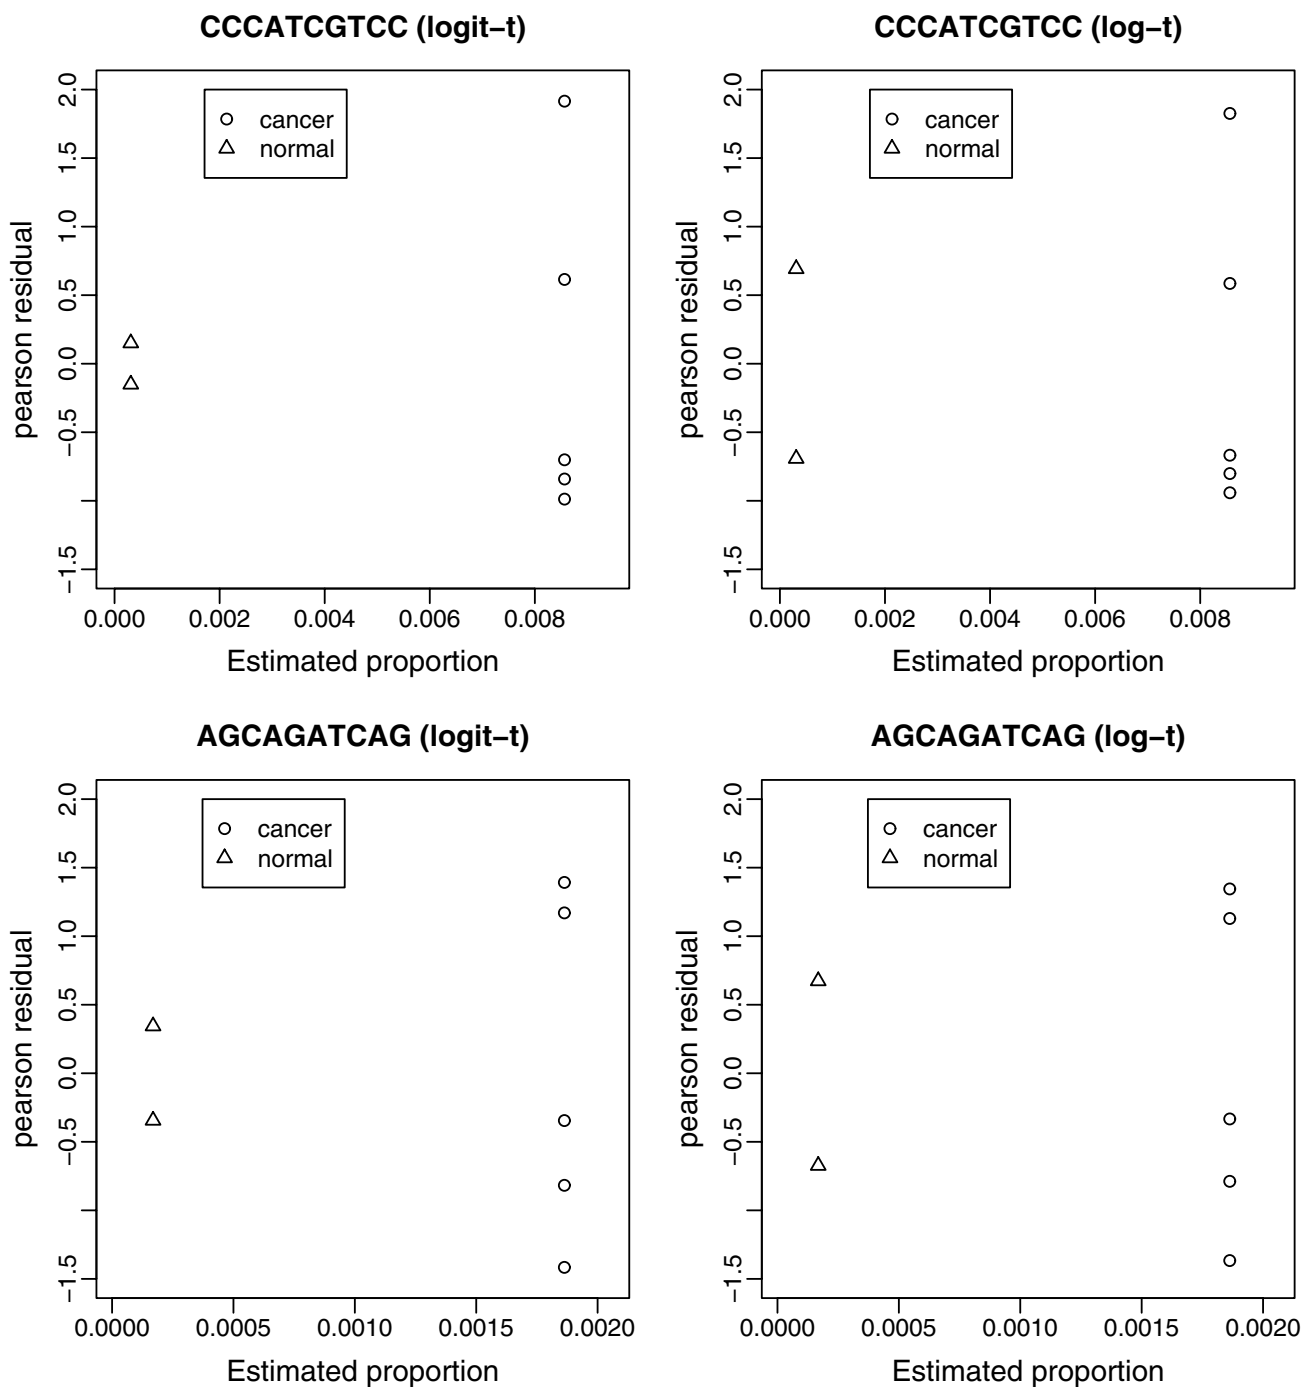 CCCATCGTCC (logit−t)
2.0
1.5
1.0
0.5
0.0
−0.5
−1.5
pearson residual
cancer
normal
0.000 0.002 0.004 0.006 0.008
Estimated proportion
CCCATCGTCC (log−t)
2.0
1.5
1.0
0.5
0.0
−0.5
−1.5
pearson residual
cancer
normal
0.000 0.002 0.004 0.006 0.008
Estimated proportion
AGCAGATCAG (logit−t)
2.0
1.5
1.0
0.5
0.0
−0.5
−1.5
pearson residual
cancer
normal
0.0000 0.0005 0.0010 0.0015 0.0020
Estimated proportion
AGCAGATCAG (log−t)
2.0
1.5
1.0
0.5
0.0
−0.5
−1.5
pearson residual
cancer
normal
0.0000 0.0005 0.0010 0.0015 0.0020
Estimated proportion